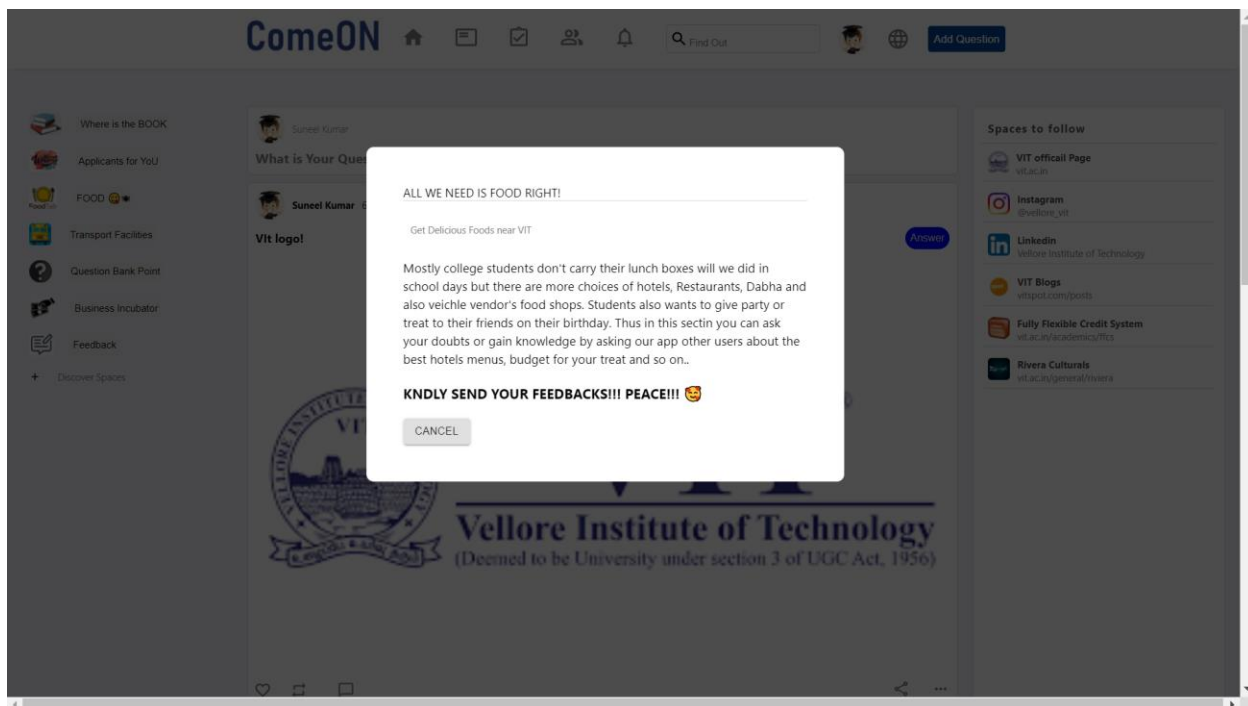 ComeON
Find Out
Add Question
Where is the BOOK
Applicants for YoU
FOOD 😋🍽
Transport Facilities
Question Bank Point
Business Incubator
Feedback
+ Discover Spaces
Suneel Kumar
What is Your Que
Suneel Kumar
VIt logo!
Answer
ALL WE NEED IS FOOD RIGHT!
Get Delicious Foods near VIT
Mostly college students don't carry their lunch boxes will we did in
school days but there are more choices of hotels, Restaurants, Dabha and
also veichle vendor's food shops. Students also wants to give party or
treat to their friends on their birthday. Thus in this sectin you can ask
your doubts or gain knowledge by asking our app other users about the
best hotels menus, budget for your treat and so on..
KNDLY SEND YOUR FEEDBACKS!!! PEACE!!! 🥰
CANCEL
Vellore Institute of Technology
(Deemed to be University under section 3 of UGC Act, 1956)
Spaces to follow
VIT officail Page
vit.ac.in
Instagram
@vellore_vit
Linkedin
Vellore Institute of Technology
VIT Blogs
vitspot.com/posts
Fully Flexible Credit System
vit.ac.in/academics/ffcs
Rivera Culturals
vit.ac.in/general/riviera